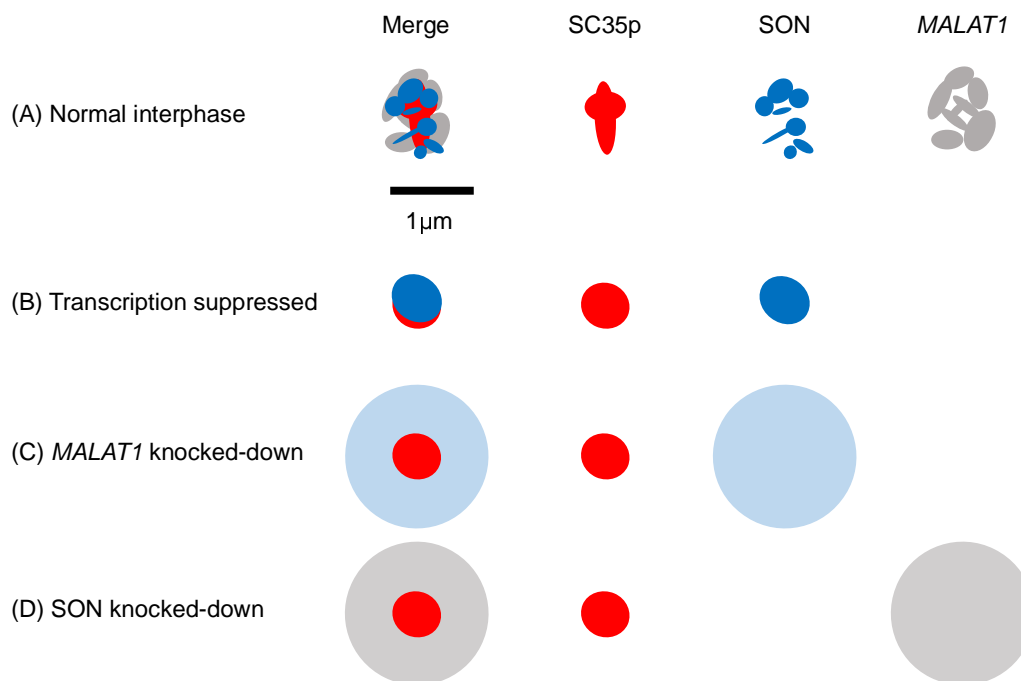 Merge SC35p SON MALAT1
(A) Normal interphase
1μm
(B) Transcription suppressed
(C) MALAT1 knocked-down
(D) SON knocked-down